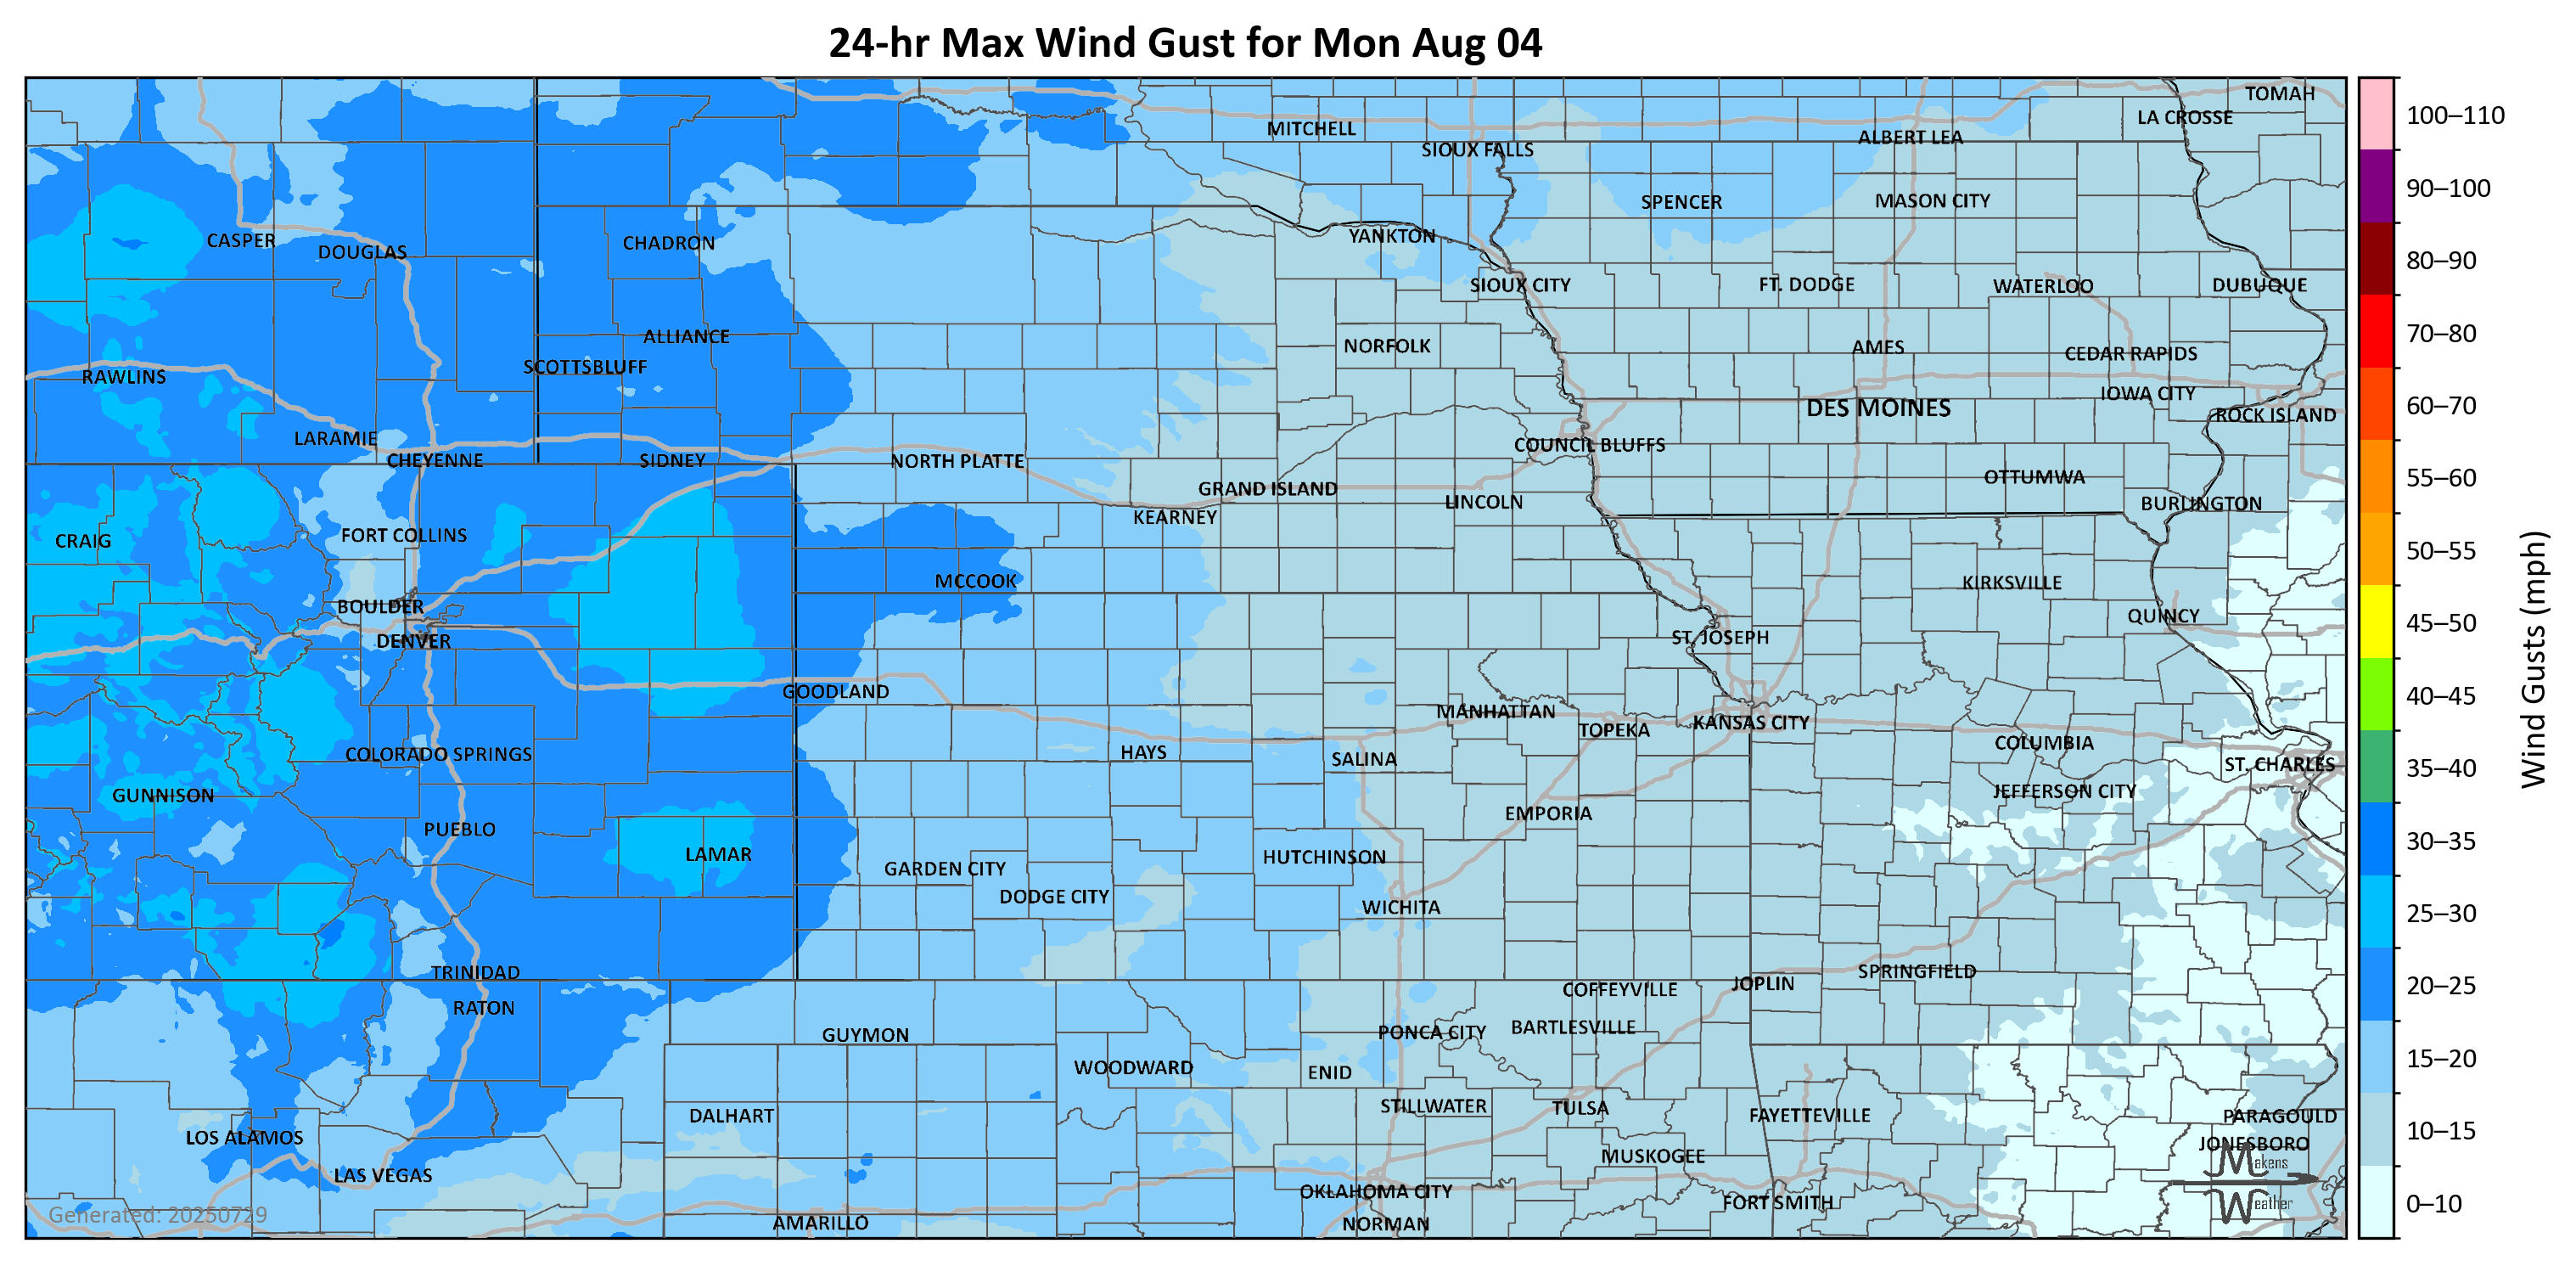 24-hr Max Wind Gust for Mon Aug 04
TOMAH
LA CROSSE
MITCHELL
ALBERT LEA
SIOUX FALLS
SPENCER
MASON CITY
CASPER
DOUGLAS
CHADRON
YANKTON
SIOUX CITY
FT. DODGE
WATERLOO
DUBUQUE
ALLIANCE
NORFOLK
AMES
CEDAR RAPIDS
SCOTTSBLUFF
RAWLINS
IOWA CITY
DES MOINES
ROCK ISLAND
LARAMIE
COUNCIL BLUFFS
CHEYENNE
SIDNEY
NORTH PLATTE
OTTUMWA
GRAND ISLAND
LINCOLN
BURLINGTON
KEARNEY
FORT COLLINS
CRAIG
MCCOOK
KIRKSVILLE
BOULDER
QUINCY
DENVER
ST. JOSEPH
GOODLAND
MANHATTAN
KANSAS CITY
TOPEKA
COLUMBIA
COLORADO SPRINGS
HAYS
SALINA
ST. CHARLES
GUNNISON
JEFFERSON CITY
EMPORIA
PUEBLO
LAMAR
HUTCHINSON
GARDEN CITY
DODGE CITY
WICHITA
TRINIDAD
SPRINGFIELD
JOPLIN
COFFEYVILLE
RATON
BARTLESVILLE
PONCA CITY
GUYMON
WOODWARD
ENID
STILLWATER
TULSA
DALHART
FAYETTEVILLE
PARAGOULD
LOS ALAMOS
JONESBORO
MUSKOGEE
Makens
LAS VEGAS
OKLAHOMA CITY
FORT SMITH
Weather
Generated: 20250729
AMARILLO
NORMAN
100–110
90–100
80–90
70–80
60–70
55–60
50–55
45–50
40–45
35–40
30–35
25–30
20–25
15–20
10–15
0–10
Wind Gusts (mph)